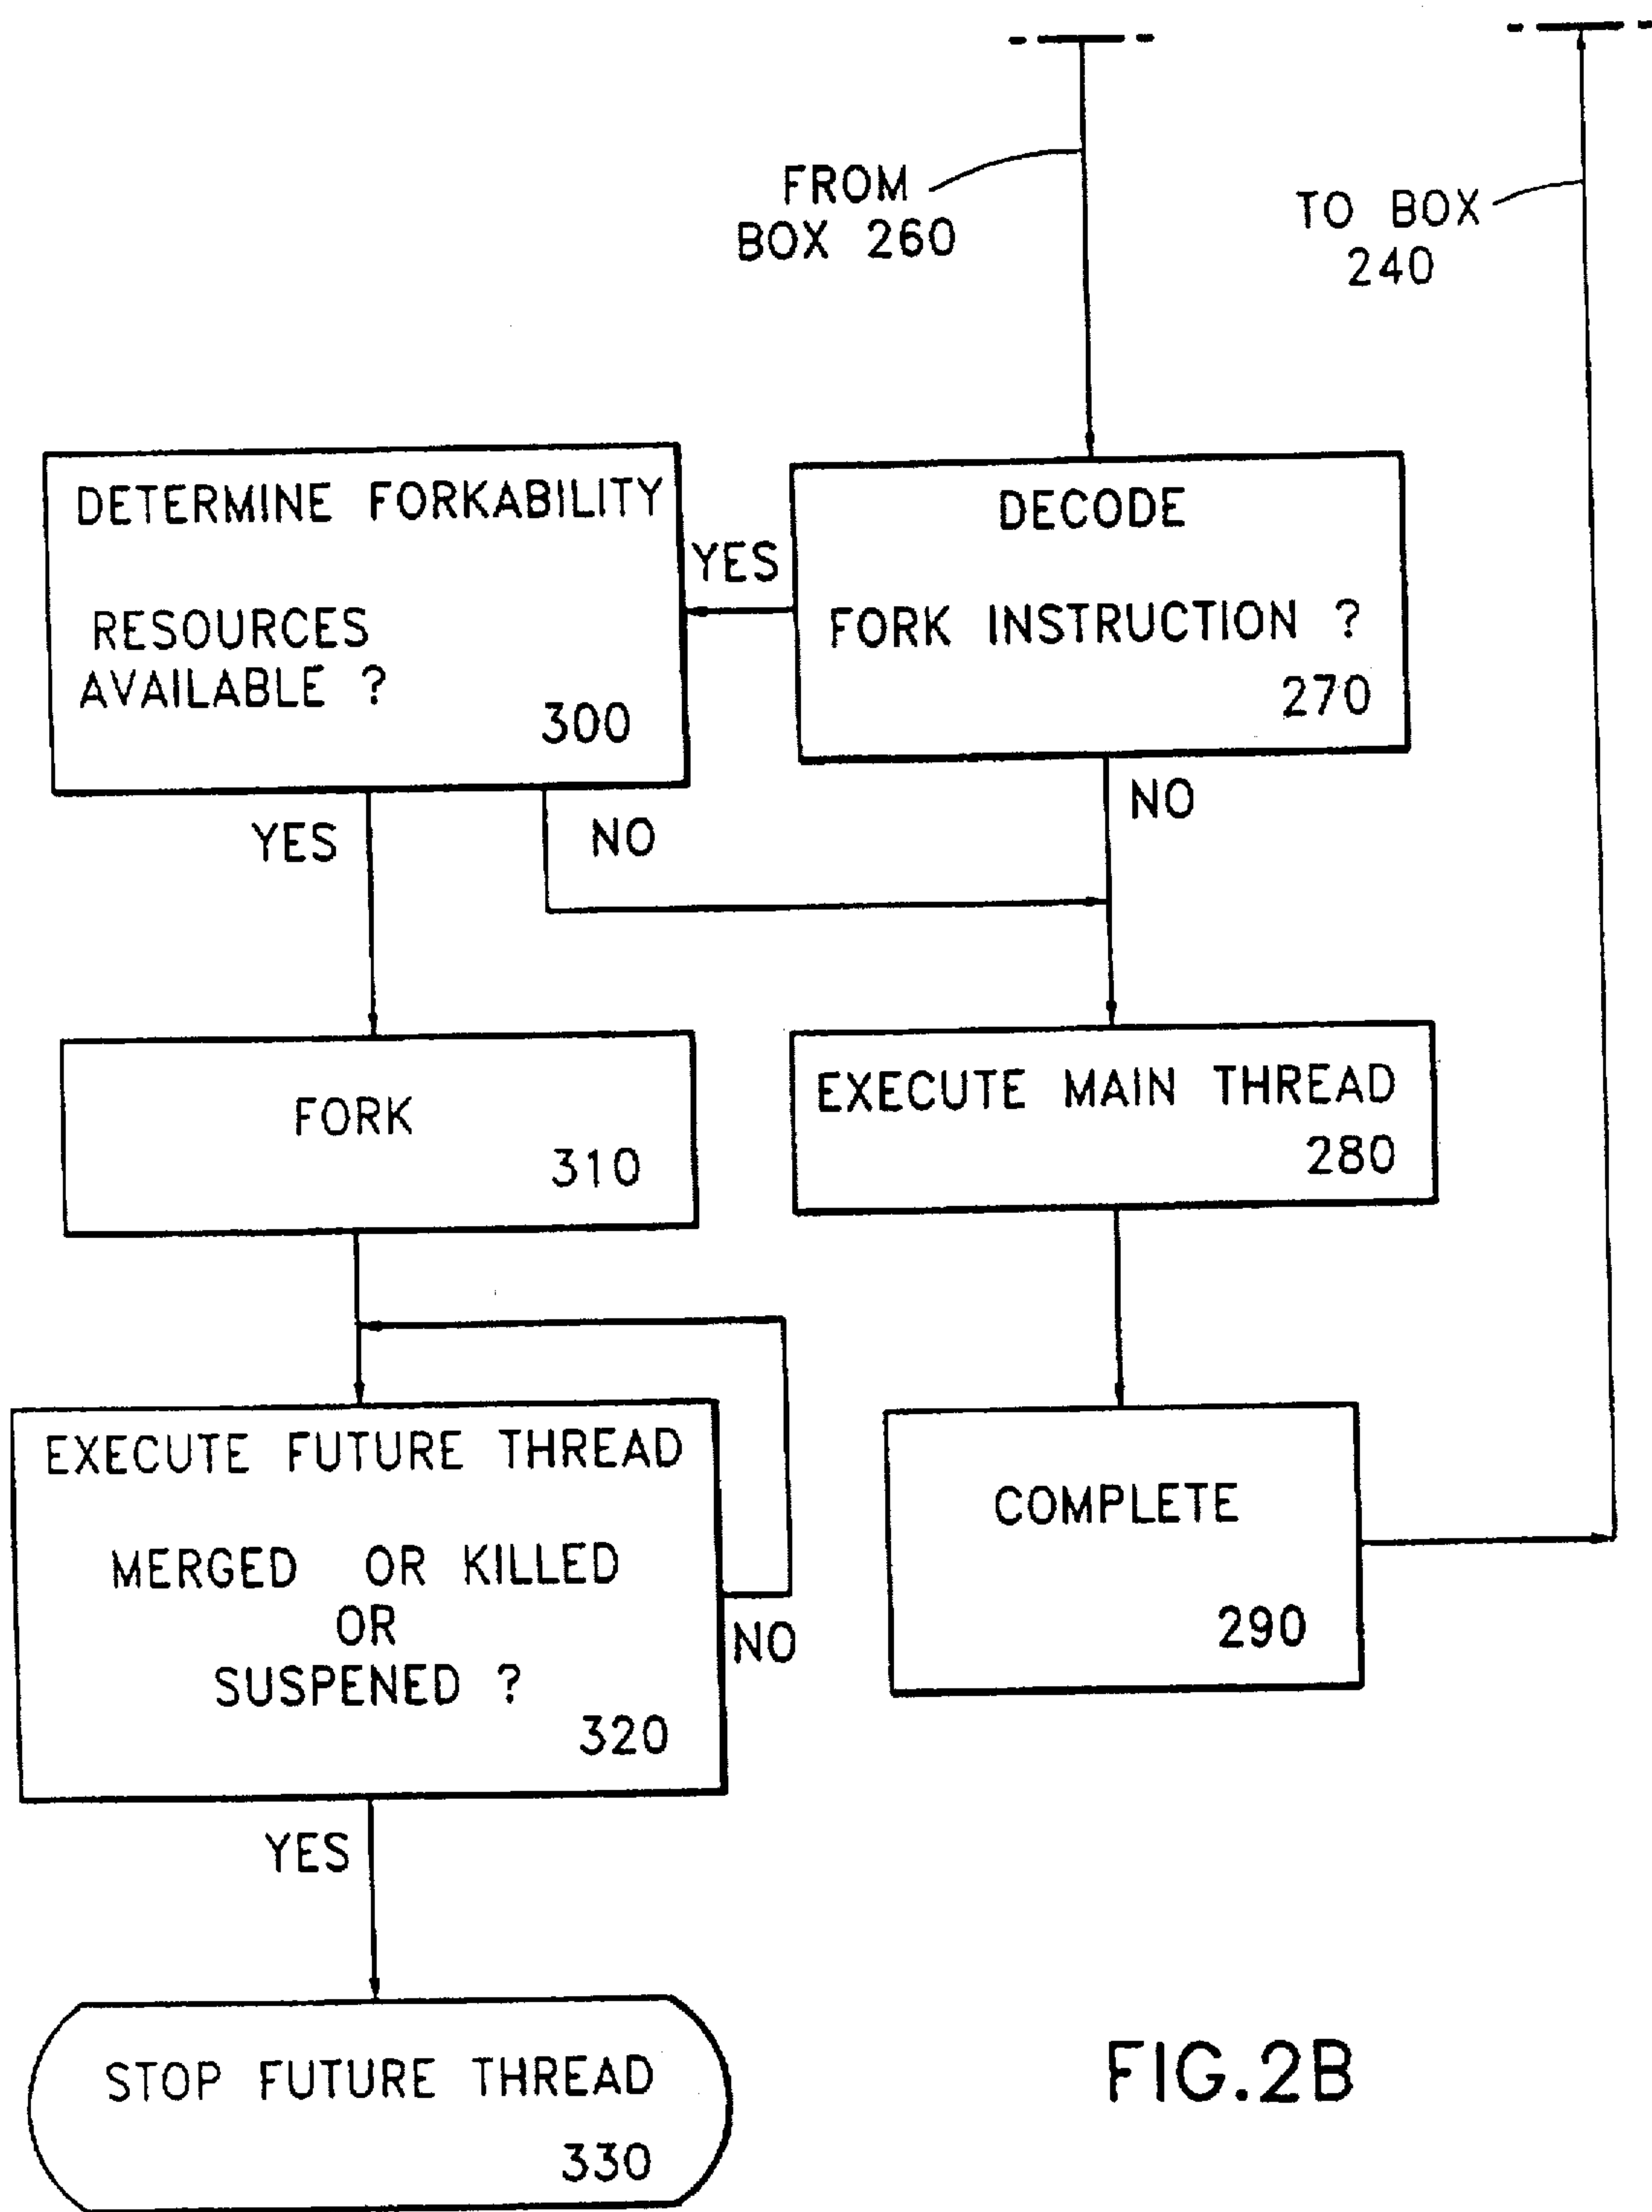 FROM
BOX 260
TO BOX
240
DETERMINE FORKABILITY
RESOURCES
AVAILABLE ?
300
YES
DECODE
FORK INSTRUCTION ?
270
YES
NO
NO
FORK
310
EXECUTE MAIN THREAD
280
EXECUTE FUTURE THREAD
MERGED OR KILLED
OR
SUSPENED ?
320
NO
COMPLETE
290
YES
STOP FUTURE THREAD
330
FIG.2B